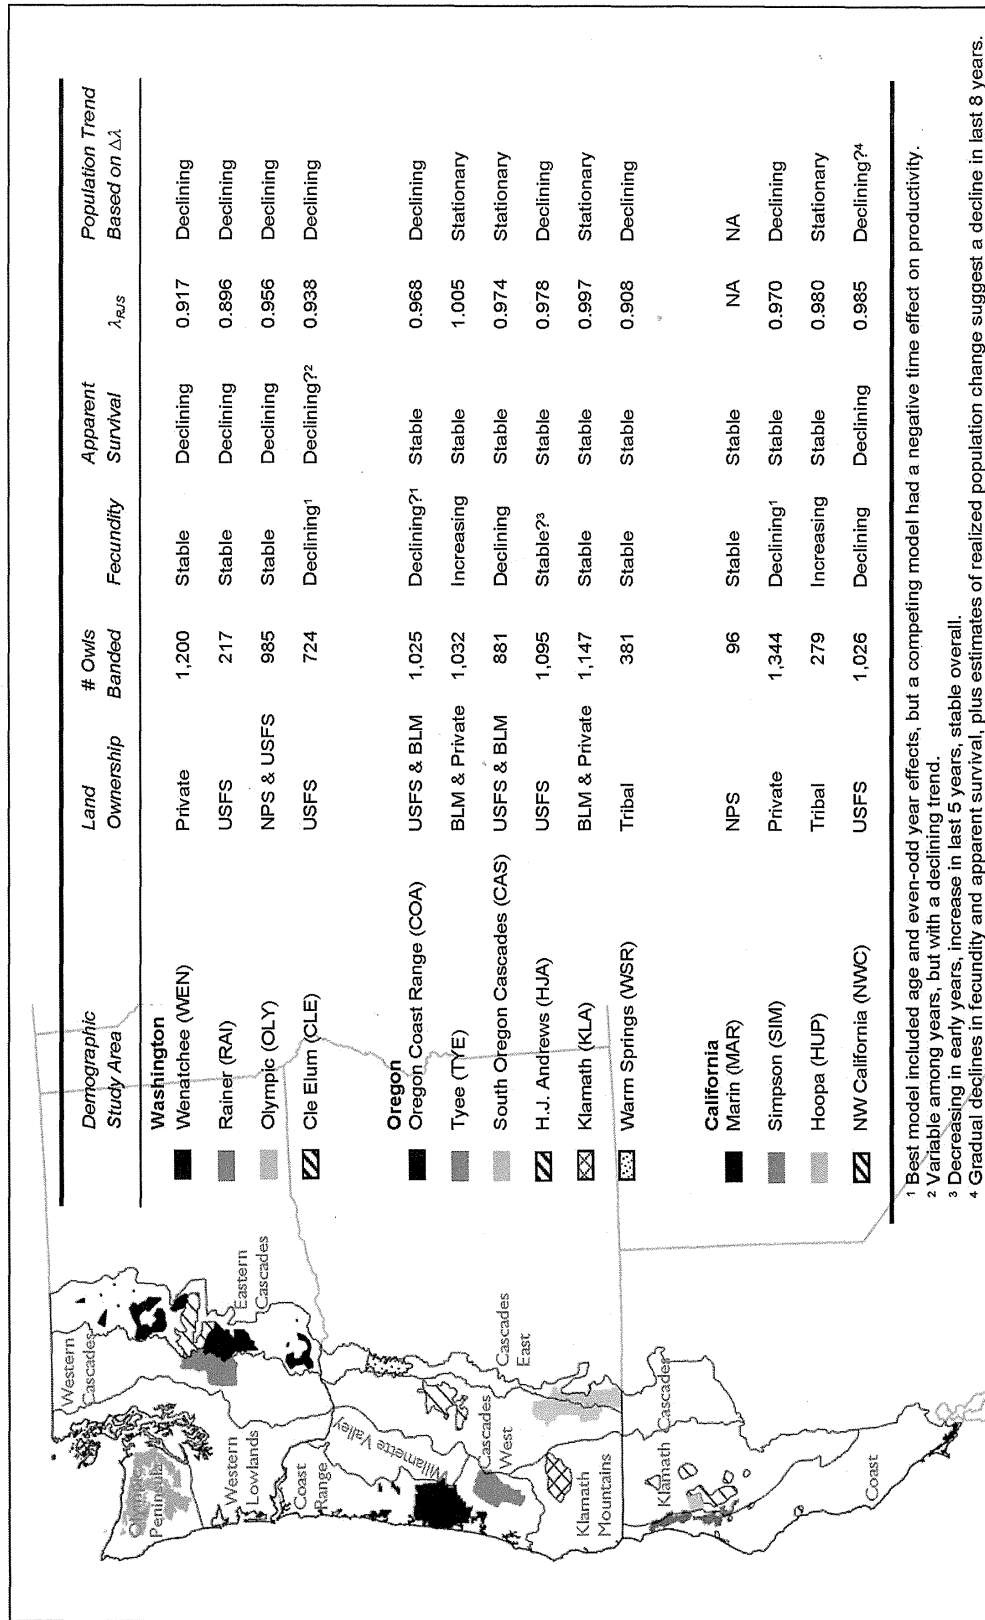 Western
Cascades
Olympic
Peninsula
Eastern
Cascades
Western
Lowlands
Coast
Range
Willamette Valley
Cascades
West
Cascades
East
Klamath
Mountains
Klamath
Cascades
Coast
Demographic Study Area Land Ownership # Owls Banded Fecundity Apparent Survival λRJS Population Trend Based on Δλ
Washington
Wenatchee (WEN) Private 1,200 Stable Declining 0.917 Declining
Rainer (RAI) USFS 217 Stable Declining 0.896 Declining
Olympic (OLY) NPS & USFS 985 Stable Declining 0.956 Declining
Cle Elum (CLE) USFS 724 Declining¹ Declining?² 0.938 Declining
Oregon
Oregon Coast Range (COA) USFS & BLM 1,025 Declining?¹ Stable 0.968 Declining
Tyee (TYE) BLM & Private 1,032 Increasing Stable 1.005 Stationary
South Oregon Cascades (CAS) USFS & BLM 881 Declining Stable 0.974 Stationary
H.J. Andrews (HJA) USFS 1,095 Stable?³ Stable 0.978 Declining
Klamath (KLA) BLM & Private 1,147 Stable Stable 0.997 Stationary
Warm Springs (WSR) Tribal 381 Stable Stable 0.908 Declining
California
Marin (MAR) NPS 96 Stable Stable NA NA
Simpson (SIM) Private 1,344 Declining¹ Stable 0.970 Declining
Hoopa (HUP) Tribal 279 Increasing Stable 0.980 Stationary
NW California (NWC) USFS 1,026 Declining Declining 0.985 Declining?⁴
¹ Best model included age and even-odd year effects, but a competing model had a negative time effect on productivity.
² Variable among years, but with a declining trend.
³ Decreasing in early years, increase in last 5 years, stable overall.
⁴ Gradual declines in fecundity and apparent survival, plus estimates of realized population change suggest a decline in last 8 years.